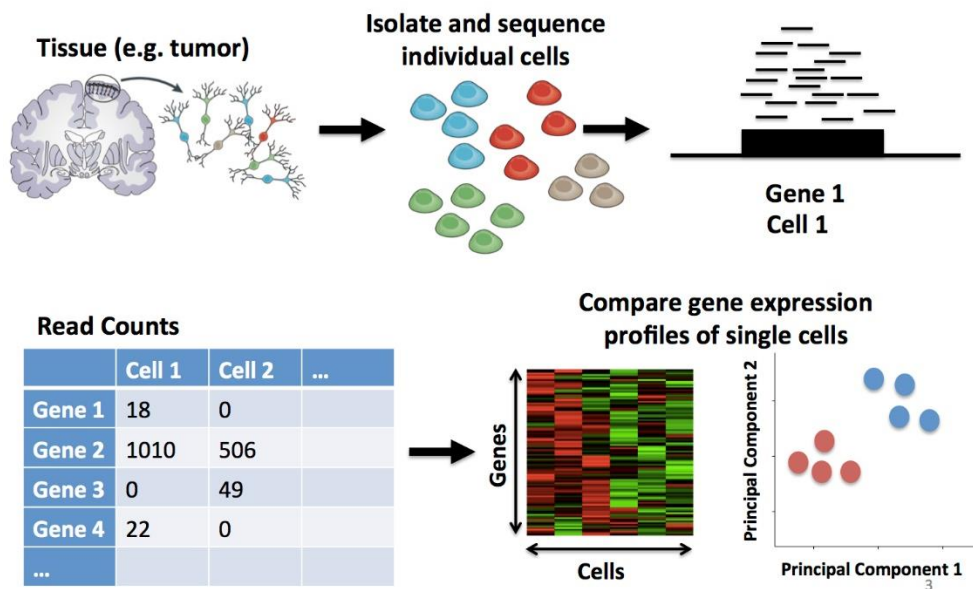 Tissue (e.g. tumor)
Isolate and sequence
individual cells
Gene 1
Cell 1
Read Counts
Cell 1 Cell 2 ...
Gene 1 18 0
Gene 2 1010 506
Gene 3 0 49
Gene 4 22 0
...
Compare gene expression
profiles of single cells
Genes
Cells
Principal Component 2
Principal Component 1
3